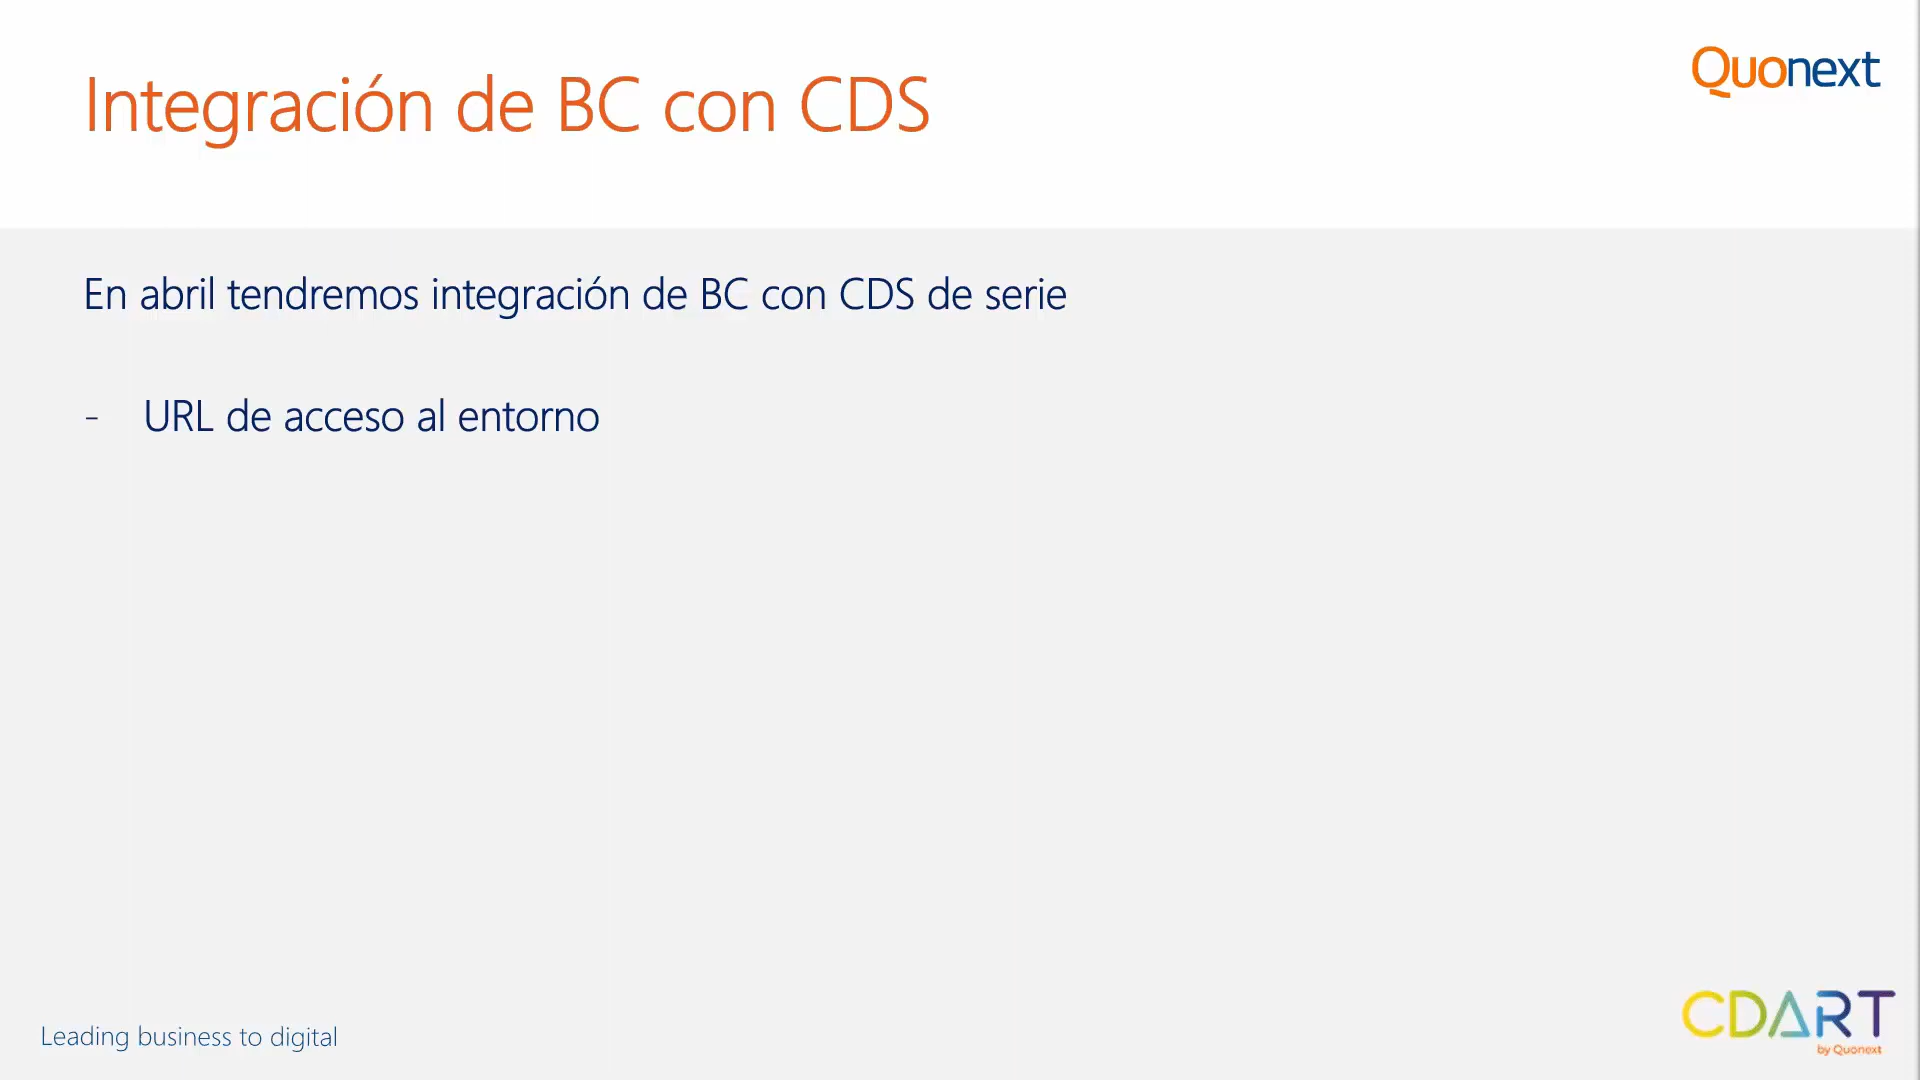 Integración de BC con CDS
Quonext
En abril tendremos integración de BC con CDS de serie
- URL de acceso al entorno
Leading business to digital
CDART
by Quonext